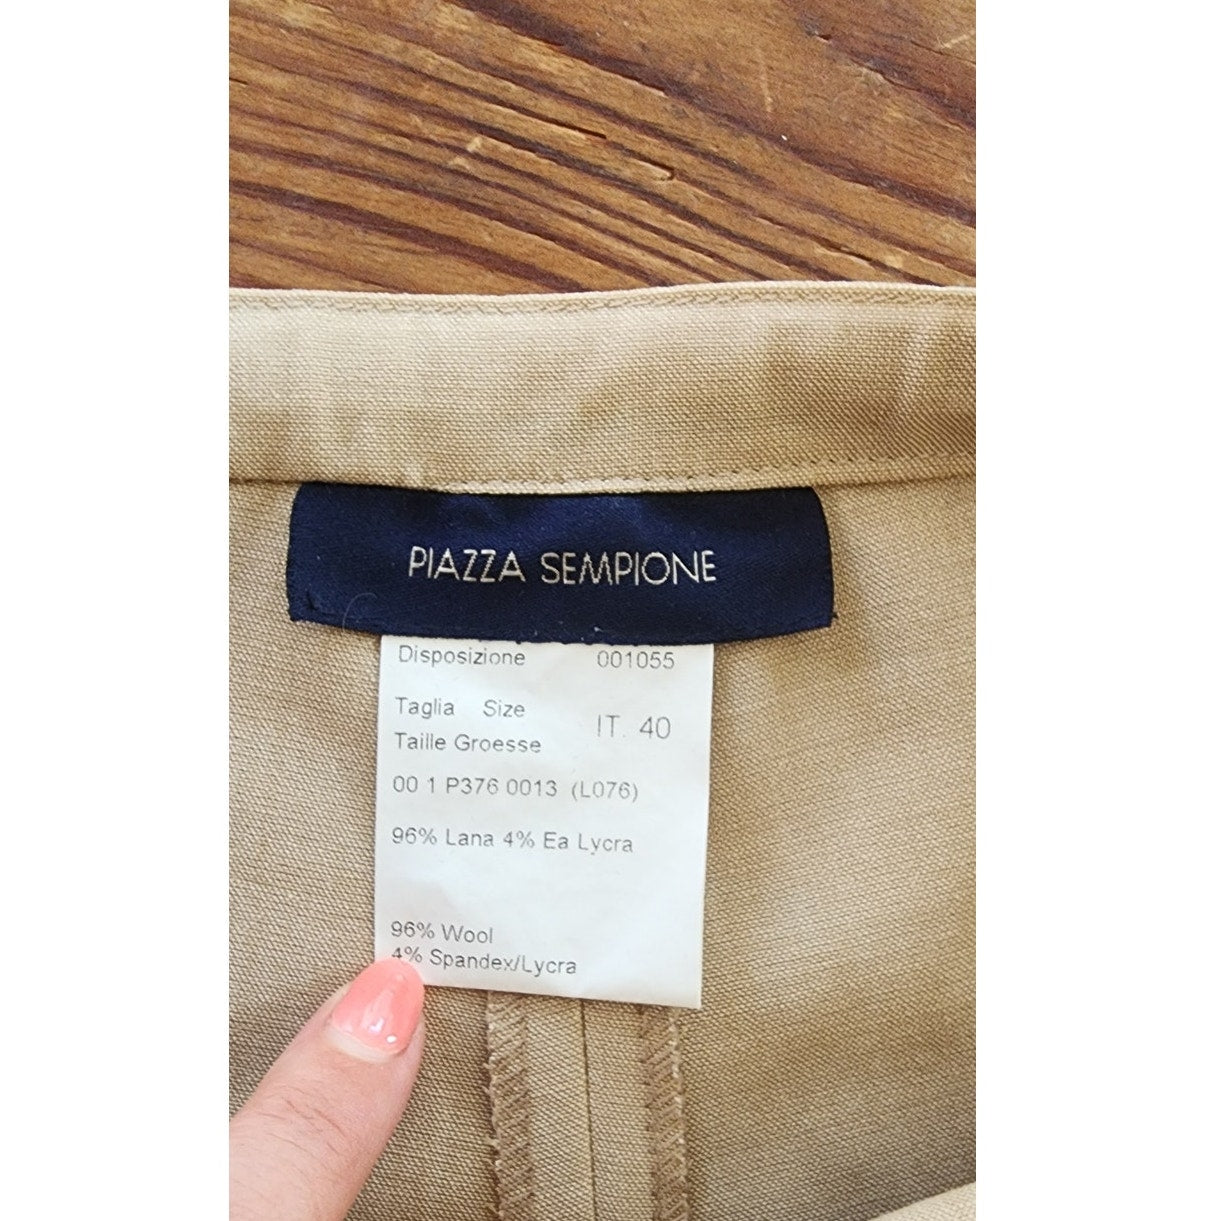 PIAZZA SEMPIONE
Disposizione 001055
Taglia Size
IT. 40
Taille Groesse
00 1 P376 0013 (L076)
96% Lana 4% Ea Lycra
96% Wool
4% Spandex/Lycra